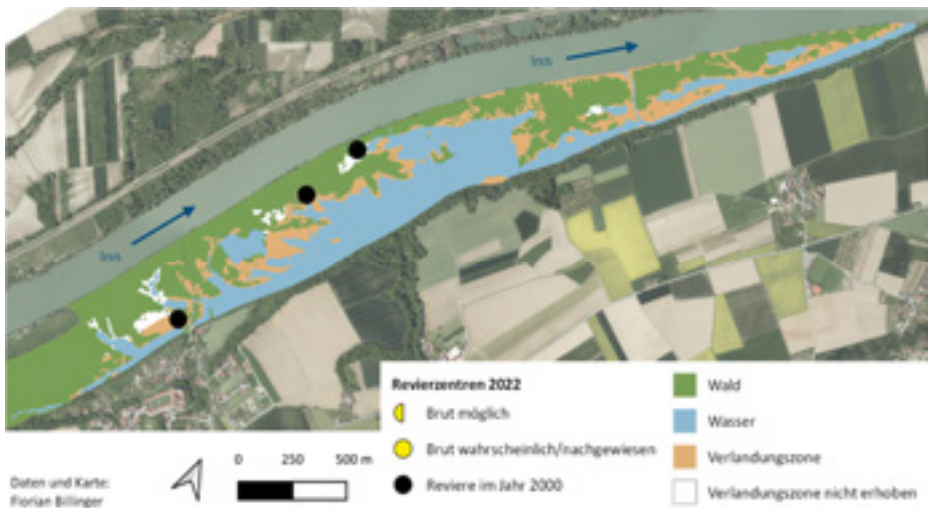 Inn
Inn
Inn
Revierzentren 2022
Brut möglich
Brut wahrscheinlich/nachgewiesen
Reviere im Jahr 2000
Wald
Wasser
Verlandungszone
Verlandungszone nicht erhoben
0 250 500 m
Daten und Karte:
Florian Billinger